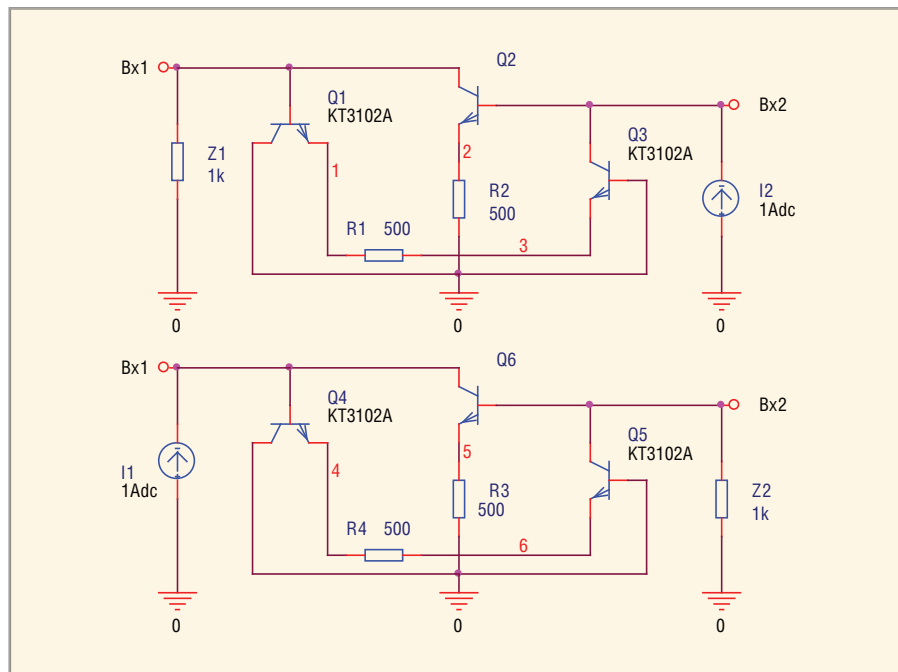 Bx1
Q2
Q1
KT3102A
Bx2
Q3
KT3102A
Z1
1k
1
2
R2
500
I2
1Adc
R1 500
3
0
0
0
Bx1
Q6
Q4
KT3102A
Bx2
Q5
KT3102A
I1
1Adc
4
5
R3
500
Z2
1k
R4 500
6
0
0
0